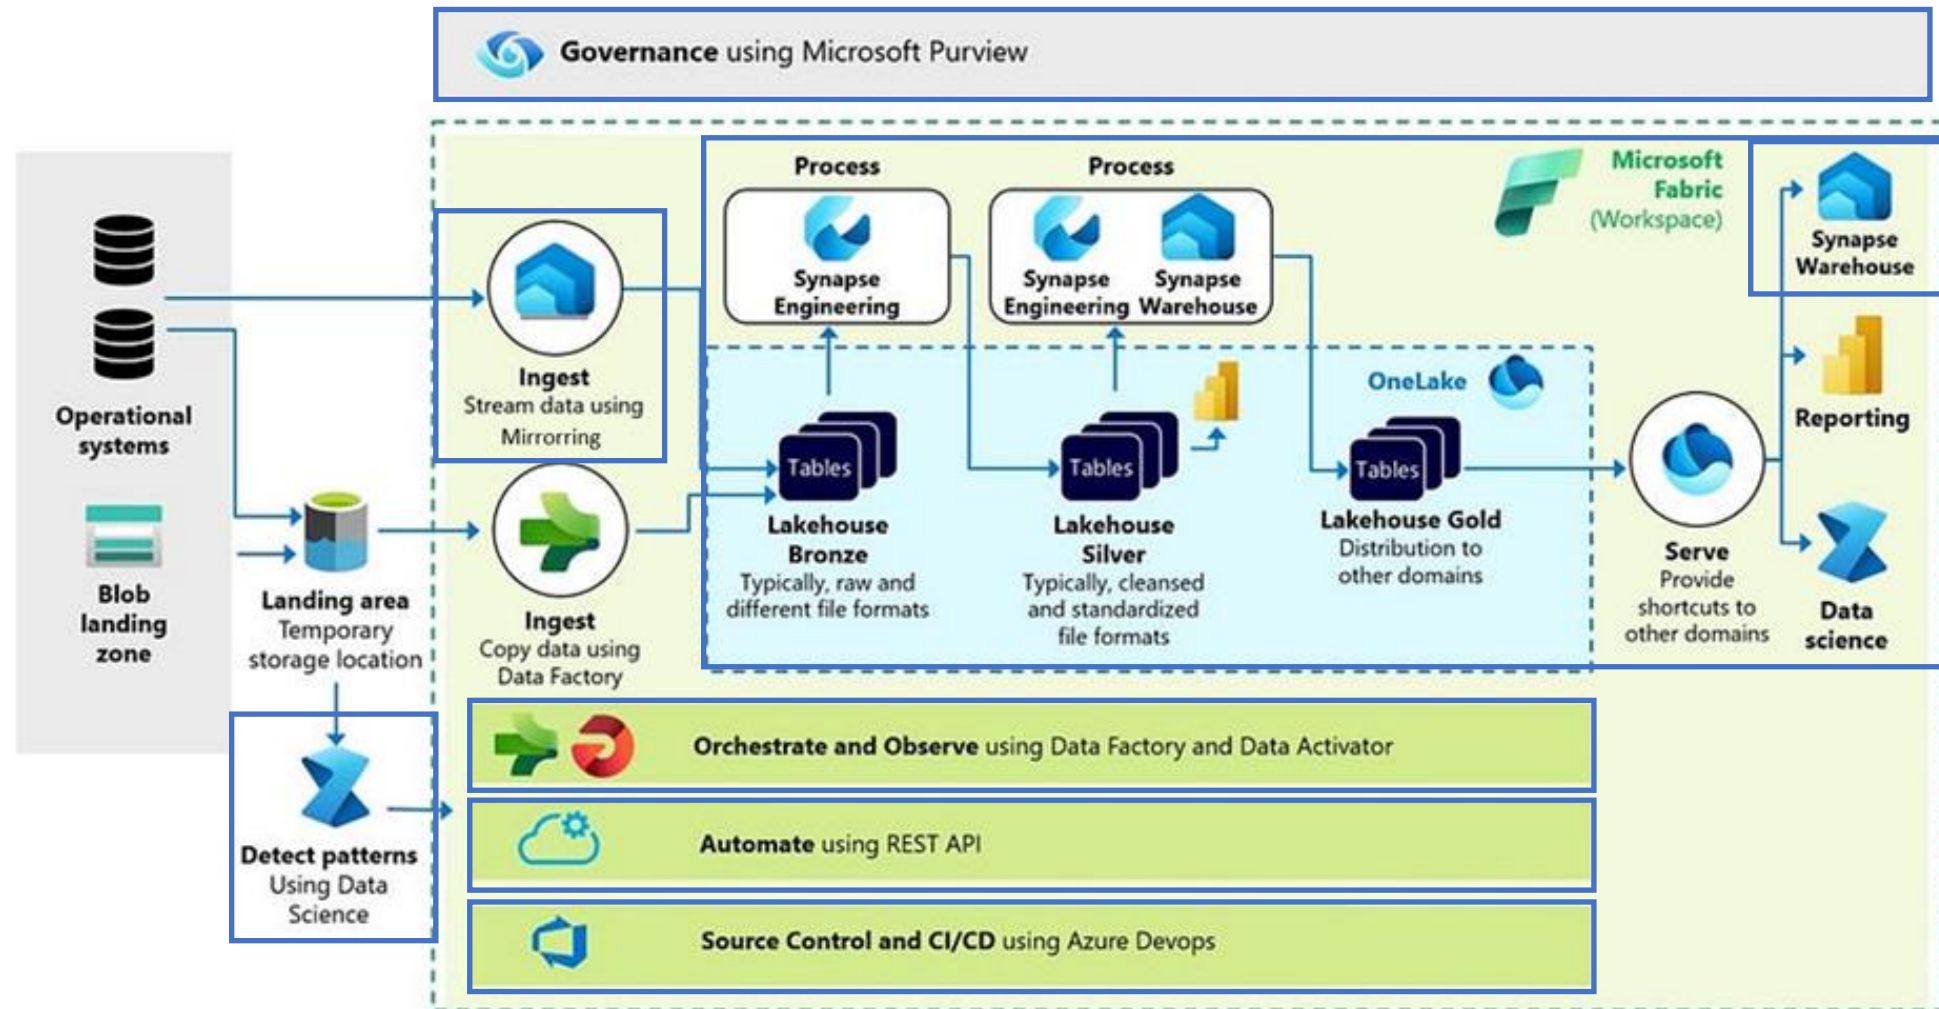 Governance using Microsoft Purview
Operational
systems
Blob
landing
zone
Landing area
Temporary
storage location
Detect patterns
Using Data
Science
Ingest
Stream data using
Mirrorring
Ingest
Copy data using
Data Factory
Process
Synapse
Engineering
Process
Synapse
Engineering
Synapse
Warehouse
Microsoft
Fabric
(Workspace)
OneLake
Tables
Lakehouse
Bronze
Typically, raw and
different file formats
Tables
Lakehouse
Silver
Typically, cleansed
and standardized
file formats
Tables
Lakehouse Gold
Distribution to
other domains
Serve
Provide
shortcuts to
other domains
Synapse
Warehouse
Reporting
Data
science
Orchestrate and Observe using Data Factory and Data Activator
Automate using REST API
Source Control and CI/CD using Azure Devops